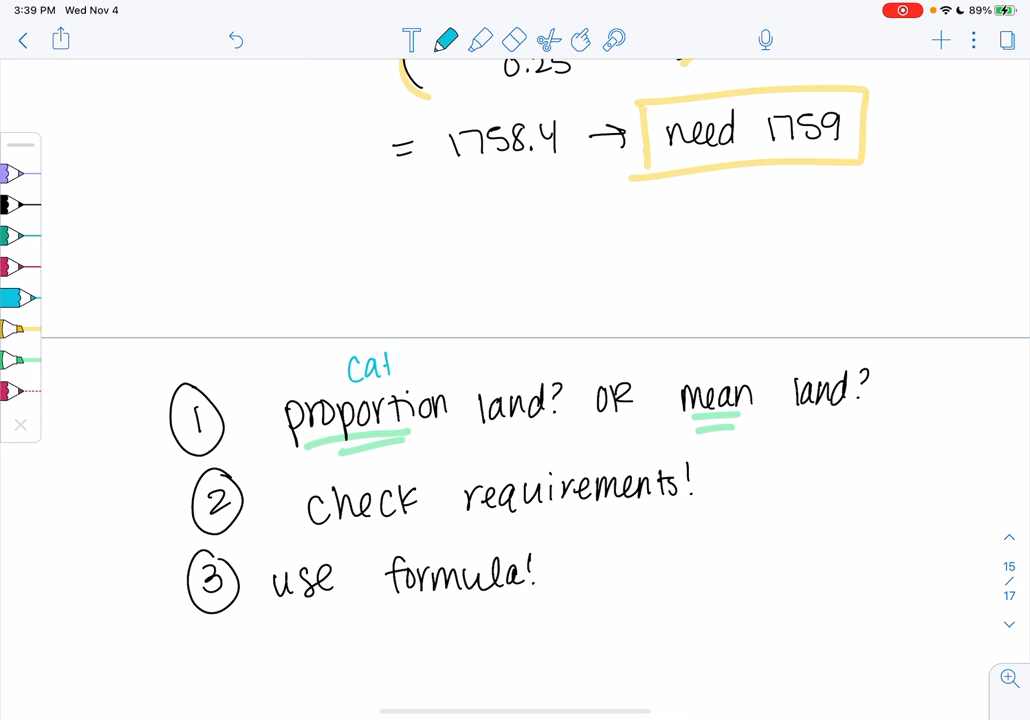 3:39 PM Wed Nov 4
89%
T
0.25
= 1758.4 → need 1759
cat
1 proportion land? OR mean land?
2 check requirements!
3 use formula!
15
/
17